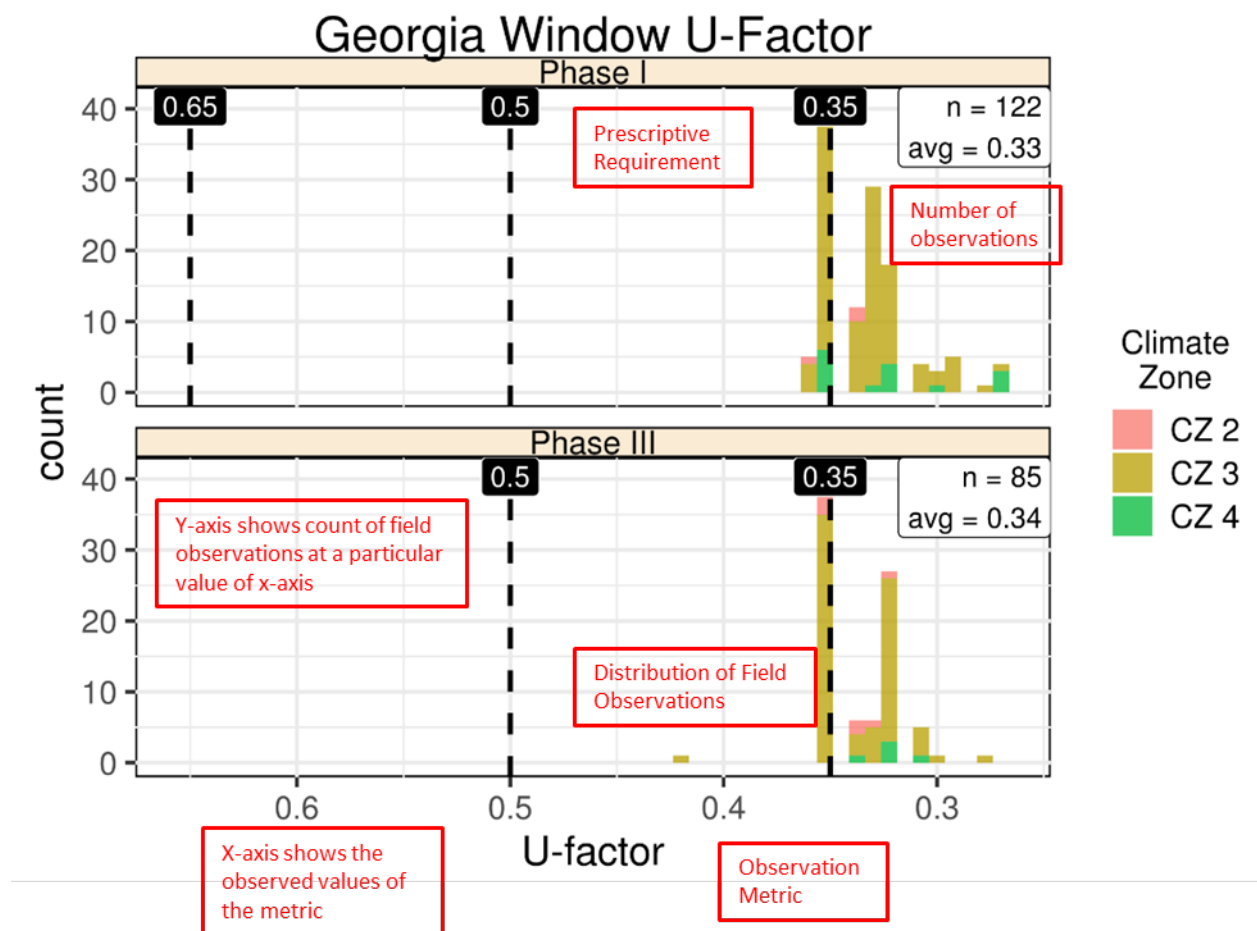 Georgia Window U-Factor
Phase I
40
30
20
10
0
0.65
0.5
0.35
n = 122
avg = 0.33
Prescriptive
Requirement
Number of
observations
count
Climate
Zone
CZ 2
CZ 3
CZ 4
Phase III
40
30
20
10
0
0.5
0.35
n = 85
avg = 0.34
Y-axis shows count of field
observations at a particular
value of x-axis
Distribution of Field
Observations
0.6
0.5
0.4
0.3
U-factor
X-axis shows the
observed values of
the metric
Observation
Metric